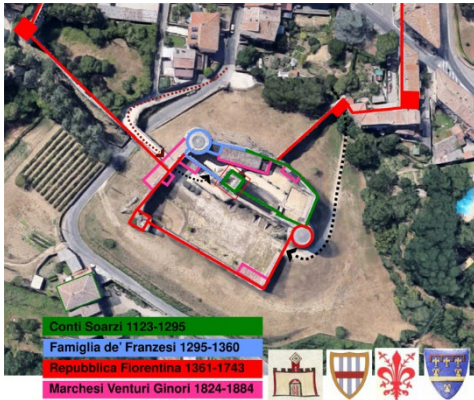 Conti Soarzi 1123-1295
Famiglia de' Franzesi 1295-1360
Repubblica Fiorentina 1361-1743
Marchesi Venturi Ginori 1824-1884